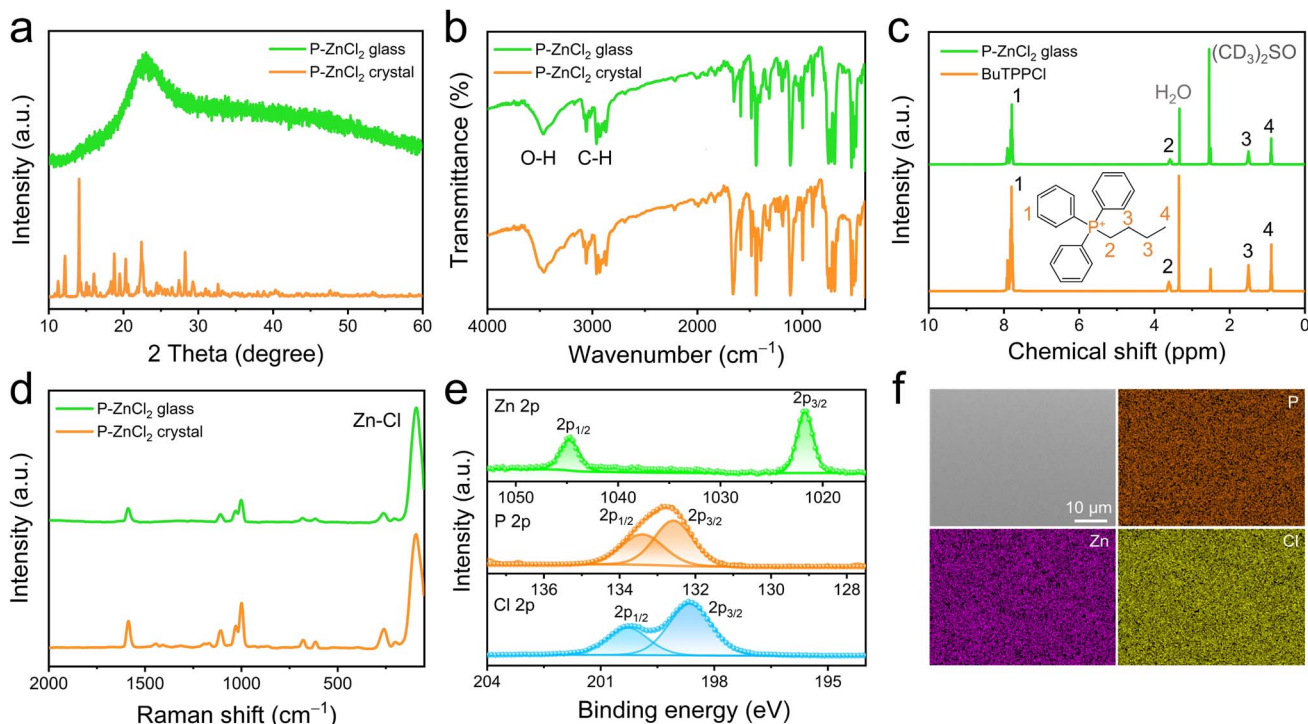 a
P-ZnCl₂ glass
P-ZnCl₂ crystal
Intensity (a.u.)
10 20 30 40 50 60
2 Theta (degree)
b
P-ZnCl₂ glass
P-ZnCl₂ crystal
O-H
C-H
Transmittance (%)
4000 3000 2000 1000
Wavenumber (cm⁻¹)
c
P-ZnCl₂ glass
BuTPPCl
(CD₃)₂SO
H₂O
1
2
3
4
1
1
P⁺
2
3
3
4
2
3
4
Intensity (a.u.)
10 8 6 4 2 0
Chemical shift (ppm)
d
P-ZnCl₂ glass
P-ZnCl₂ crystal
Zn-Cl
Intensity (a.u.)
2000 1500 1000 500
Raman shift (cm⁻¹)
e
Zn 2p
2p₁/₂
2p₃/₂
1050 1040 1030 1020
P 2p
2p₁/₂
2p₃/₂
136 134 132 130 128
Cl 2p
2p₁/₂
2p₃/₂
204 201 198 195
Intensity (a.u.)
Binding energy (eV)
f
10 µm
P
Zn
Cl